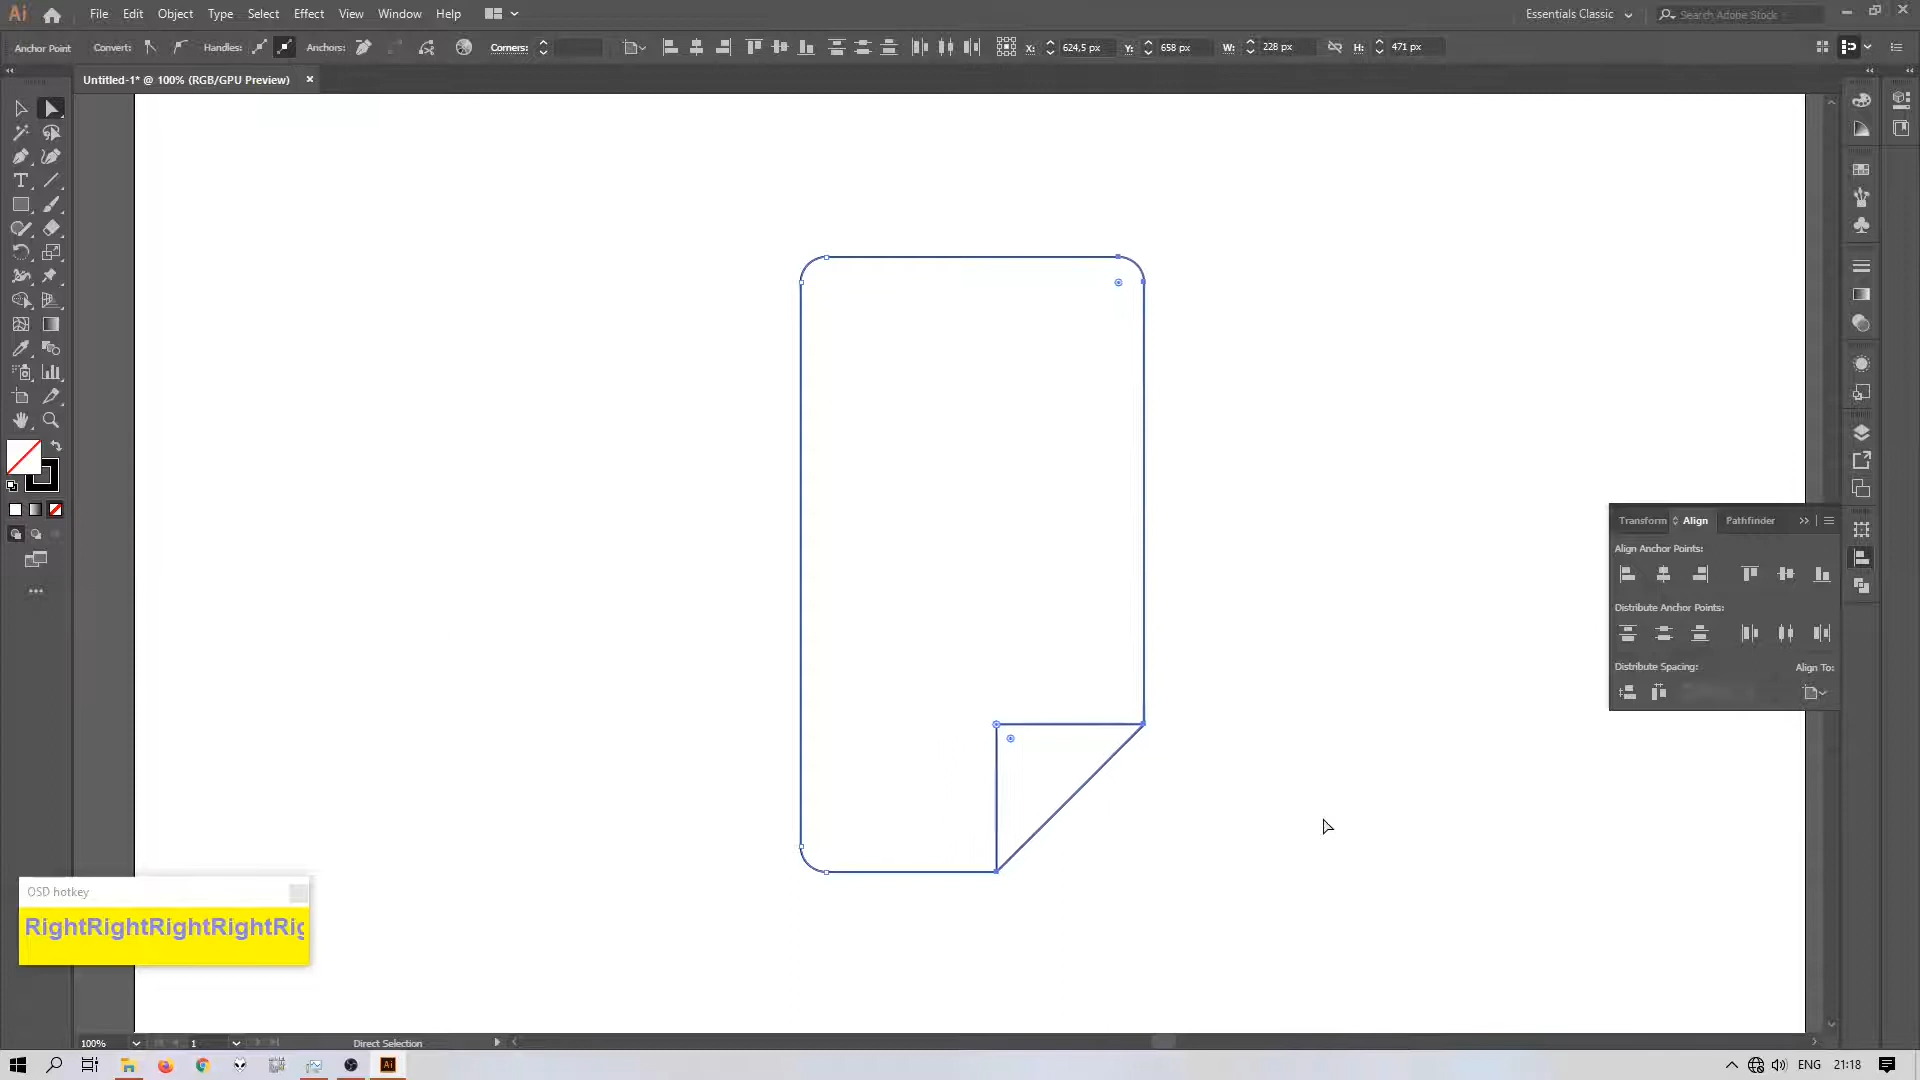 Ai File Edit Object Type Select Effect View Window Help Essentials Classic Search Adobe Stock
Anchor Point Convert: Handles: Anchors: Corners: X: 624,5 px Y: 658 px W: 228 px H: 471 px
Untitled-1* @ 100% (RGB/GPU Preview)
Transform Align Pathfinder
Align Anchor Points:
Distribute Anchor Points:
Distribute Spacing: Align To:
OSD hotkey
RightRightRightRightRig
100% 1 Direct Selection
Ai ENG 21:18